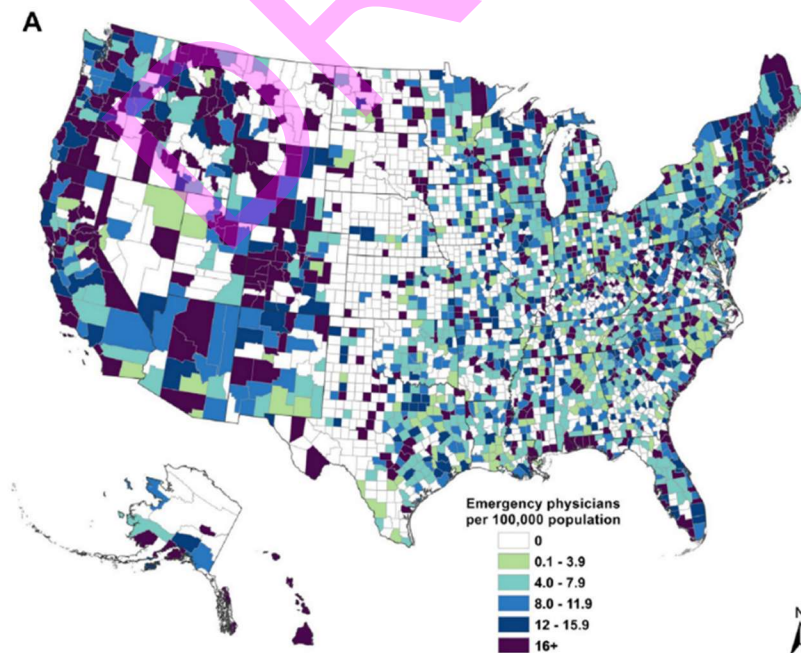 A
Emergency physicians
per 100,000 population
0
0.1 - 3.9
4.0 - 7.9
8.0 - 11.9
12 - 15.9
16+
N